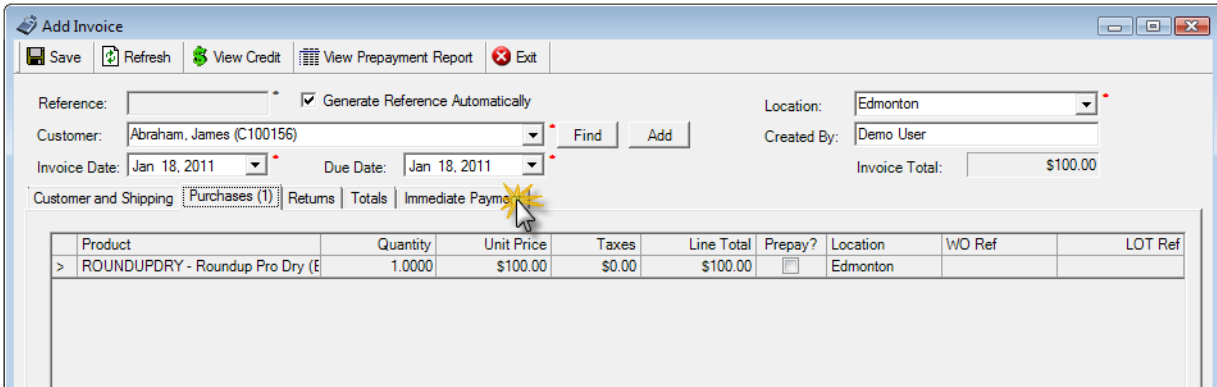 Add Invoice
Save Refresh View Credit View Prepayment Report Exit
Reference: * Generate Reference Automatically Location: Edmonton *
Customer: Abraham, James (C100156) * Find Add Created By: Demo User
Invoice Date: Jan 18, 2011 * Due Date: Jan 18, 2011 * Invoice Total: $100.00
Customer and Shipping Purchases (1) Returns Totals Immediate
Product Quantity Unit Price Taxes Line Total Prepay? Location WO Ref LOT Ref
> ROUNDUPDRY - Roundup Pro Dry (E 1.0000 $100.00 $0.00 $100.00 Edmonton